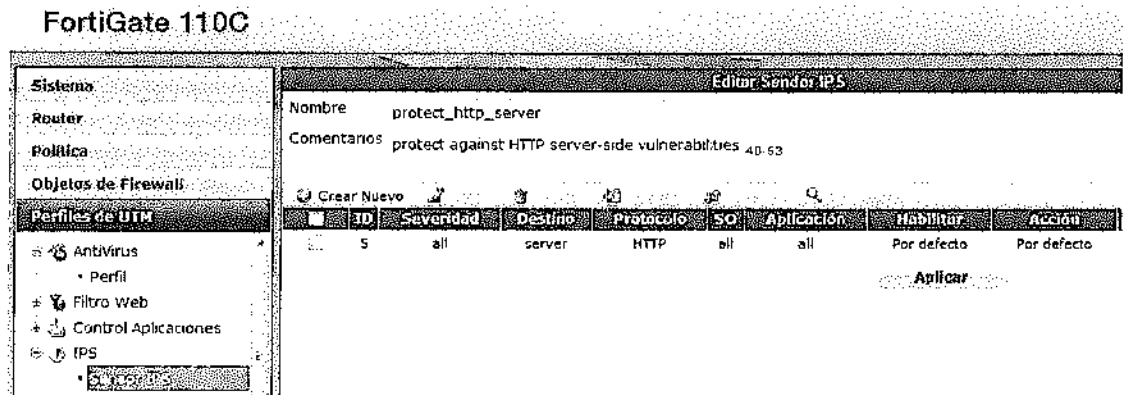 FortiGate 110C
Sistema
Router
Política
Objetos de Firewall
Perfiles de UTM
AntiVirus
Perfil
Filtro Web
Control Aplicaciones
IPS
Sensor IPS
Editar Sensor IPS
Nombre protect_http_server
Comentarios protect against HTTP server-side vulnerabilities 40-63
Crear Nuevo
ID Severidad Destino Protocolo SO Aplicación Habilitar Acción
5 all server HTTP all all Por defecto Por defecto
Aplicar